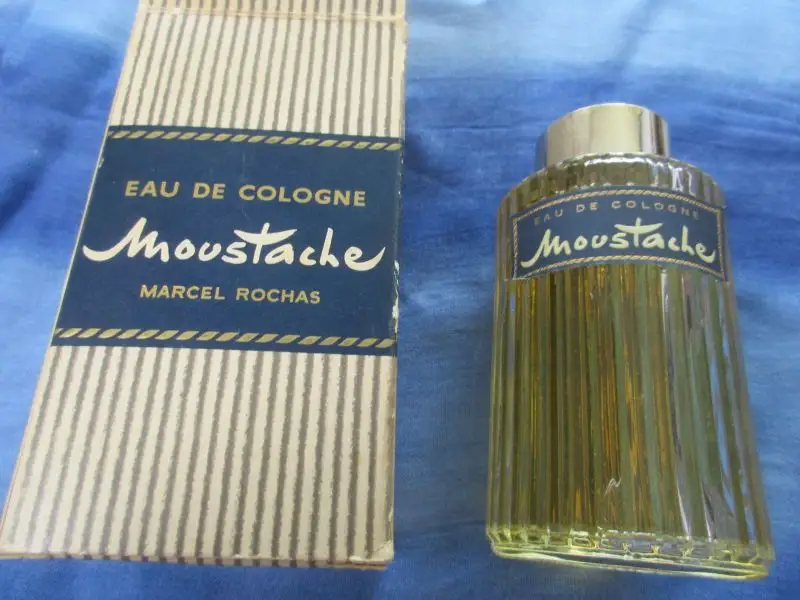 EAU DE COLOGNE
Moustache
MARCEL ROCHAS
EAU DE COLOGNE
Moustache